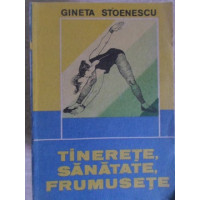 GINETA STOENESCU
TINEREȚE,
SĂNĂTATE,
FRUMUSEȚE